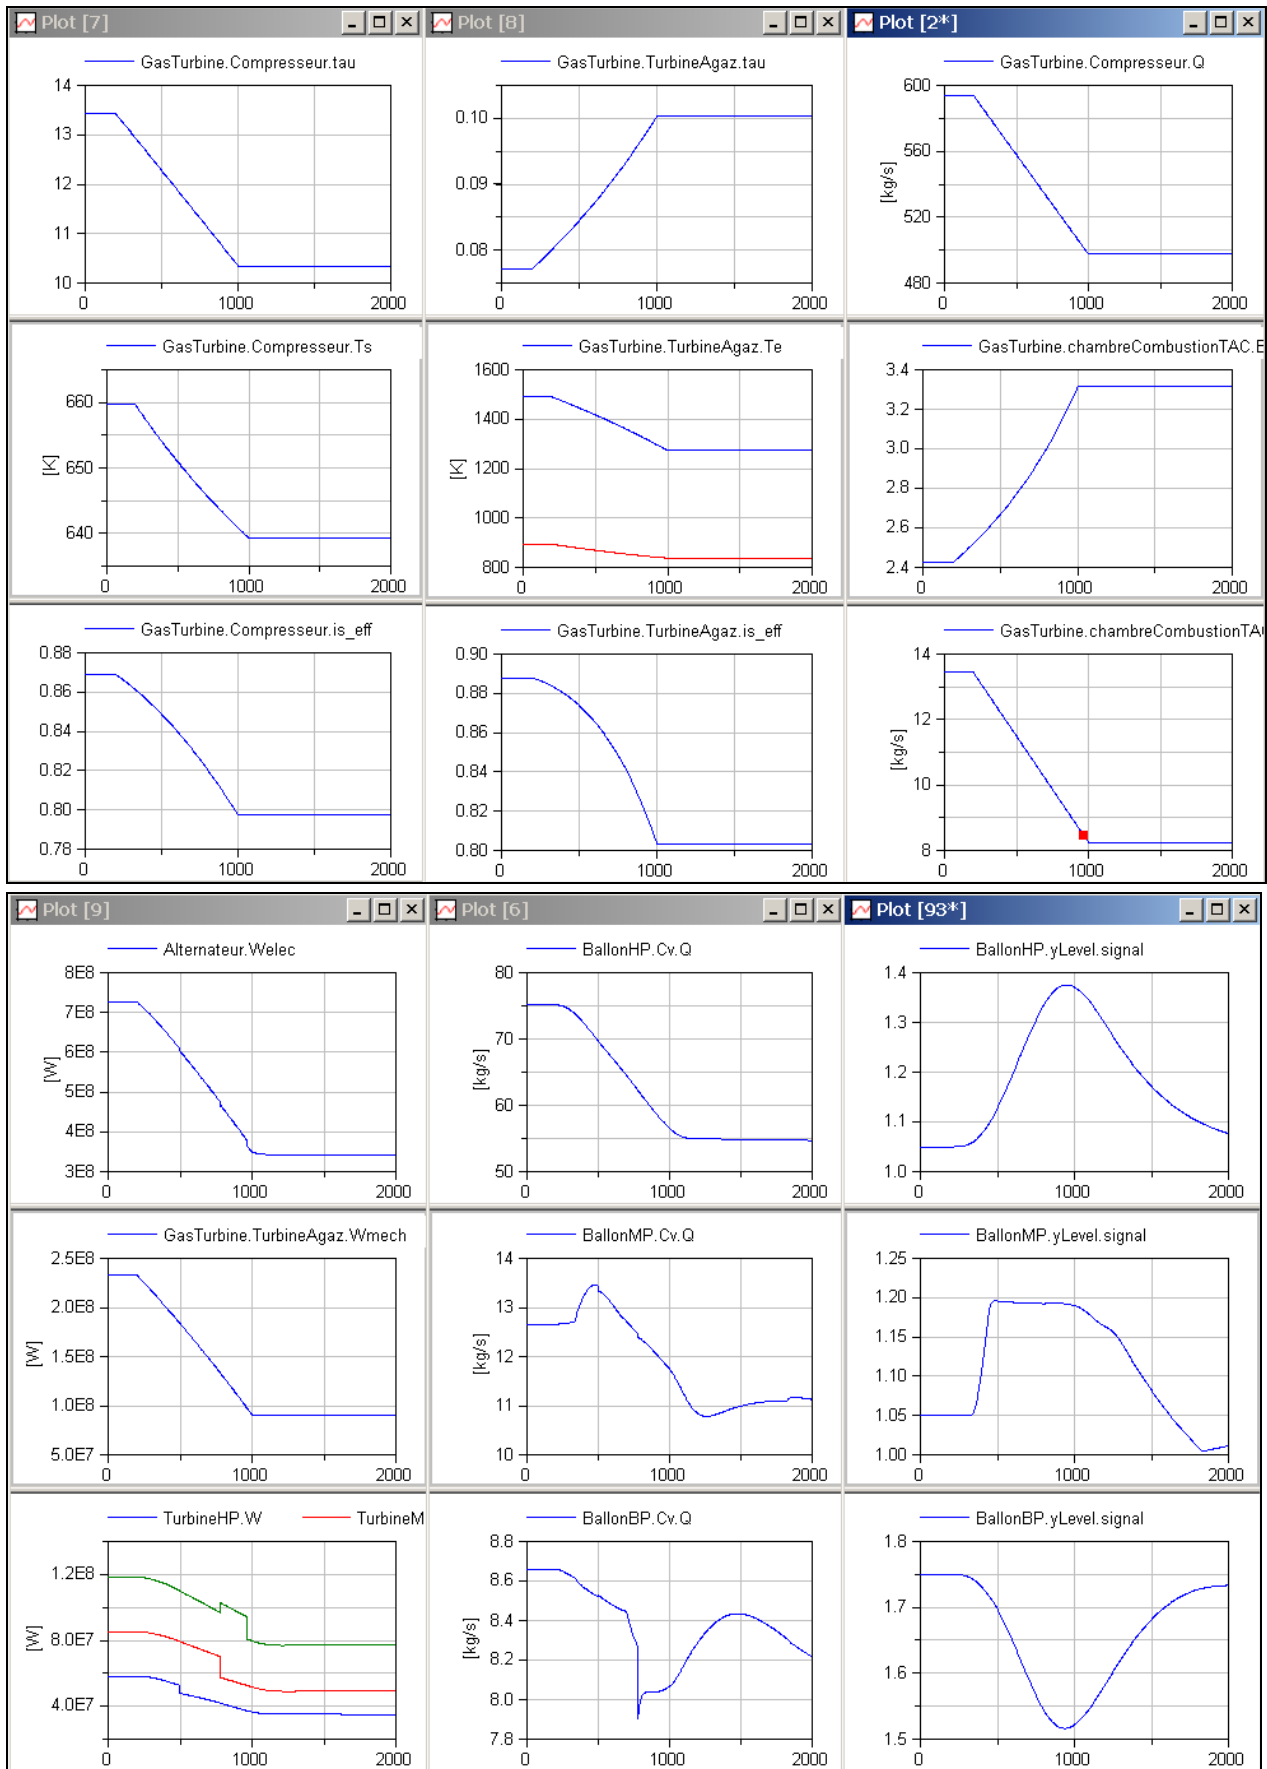 Plot [7]
GasTurbine.Compresseur.tau
14
13
12
11
10
0 1000 2000
GasTurbine.Compresseur.Ts
660
650
640
[K]
0 1000 2000
GasTurbine.Compresseur.is_eff
0.88
0.86
0.84
0.82
0.80
0.78
0 1000 2000
Plot [8]
GasTurbine.TurbineAgaz.tau
0.10
0.09
0.08
0 1000 2000
GasTurbine.TurbineAgaz.Te
1600
1400
1200
1000
800
[K]
0 1000 2000
GasTurbine.TurbineAgaz.is_eff
0.90
0.88
0.86
0.84
0.82
0.80
0 1000 2000
Plot [2*]
GasTurbine.Compresseur.Q
600
560
520
480
[kg/s]
0 1000 2000
GasTurbine.chambreCombustionTAC.E
3.4
3.2
3.0
2.8
2.6
2.4
0 1000 2000
GasTurbine.chambreCombustionTA
14
12
10
8
[kg/s]
0 1000 2000
Plot [9]
Alternateur.Welec
8E8
7E8
6E8
5E8
4E8
3E8
[W]
0 1000 2000
GasTurbine.TurbineAgaz.Wmech
2.5E8
2.0E8
1.5E8
1.0E8
5.0E7
[W]
0 1000 2000
TurbineHP.W TurbineM
1.2E8
8.0E7
4.0E7
[W]
0 1000 2000
Plot [6]
BallonHP.Cv.Q
80
70
60
50
[kg/s]
0 1000 2000
BallonMP.Cv.Q
14
13
12
11
10
[kg/s]
0 1000 2000
BallonBP.Cv.Q
8.8
8.6
8.4
8.2
8.0
7.8
[kg/s]
0 1000 2000
Plot [93*]
BallonHP.yLevel.signal
1.4
1.3
1.2
1.1
1.0
0 1000 2000
BallonMP.yLevel.signal
1.25
1.20
1.15
1.10
1.05
1.00
0 1000 2000
BallonBP.yLevel.signal
1.8
1.7
1.6
1.5
0 1000 2000